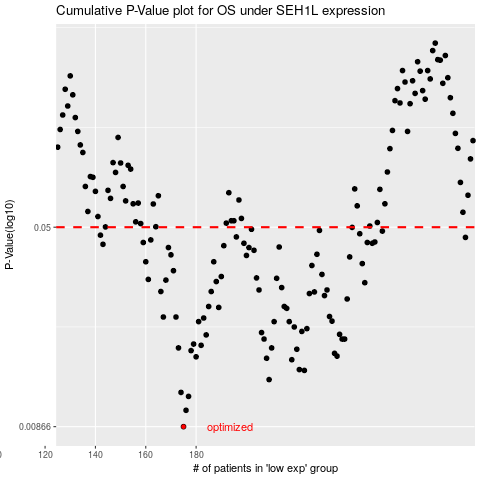 Cumulative P-Value plot for OS under SEH1L expression
P-Value(log10)
0.05
0.00866
optimized
0 120 140 160 180
# of patients in 'low exp' group